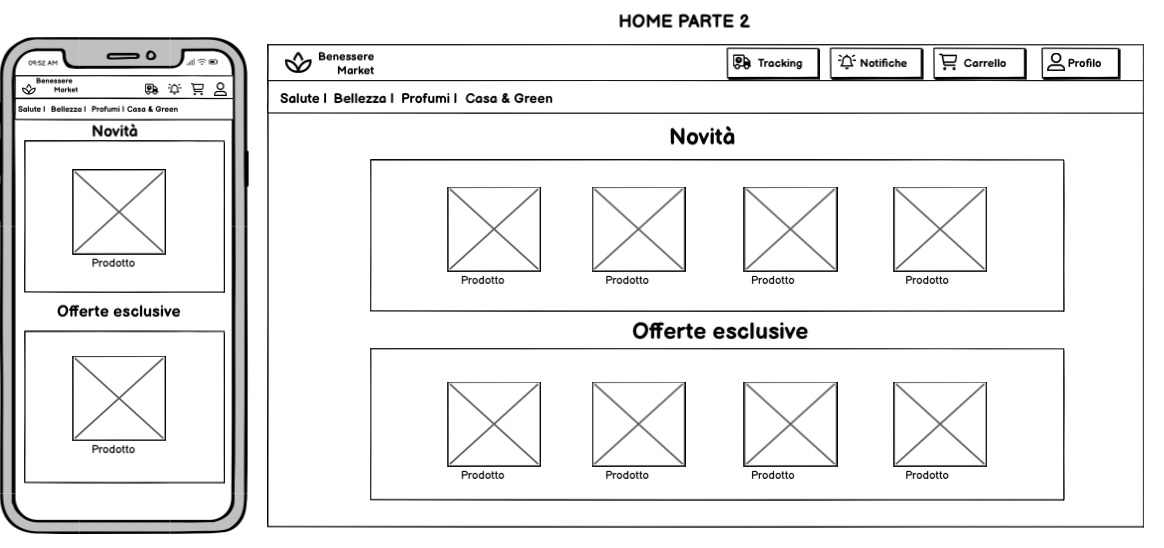 HOME PARTE 2
09:52 AM
Benessere
Market
Salute | Bellezza | Profumi | Casa & Green
Novità
Prodotto
Offerte esclusive
Prodotto
Benessere
Market
Tracking
Notifiche
Carrello
Profilo
Salute | Bellezza | Profumi | Casa & Green
Novità
Prodotto Prodotto Prodotto Prodotto
Offerte esclusive
Prodotto Prodotto Prodotto Prodotto